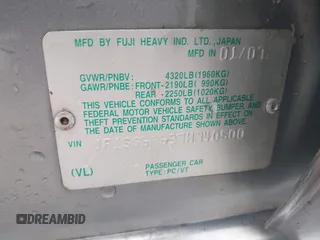 MFD BY FUJI HEAVY IND. LTD., JAPAN
MFD IN 01/07
GVWR/PNBV: 4320LB(1960KG)
GAWR/PNBE: FRONT-2190LB( 990KG)
REAR -2250LB(1020KG)
THIS VEHICLE CONFORMS TO ALL APPLICABLE
FEDERAL MOTOR VEHICLE SAFETY, BUMPER, AND
THEFT PREVENTION STANDARDS IN EFFECT ON
THE DATE OF MANUFACTURE SHOWN ABOVE.
VIN
(VL)
PASSENGER CAR
TYPE: PC/VT
DREAMBID